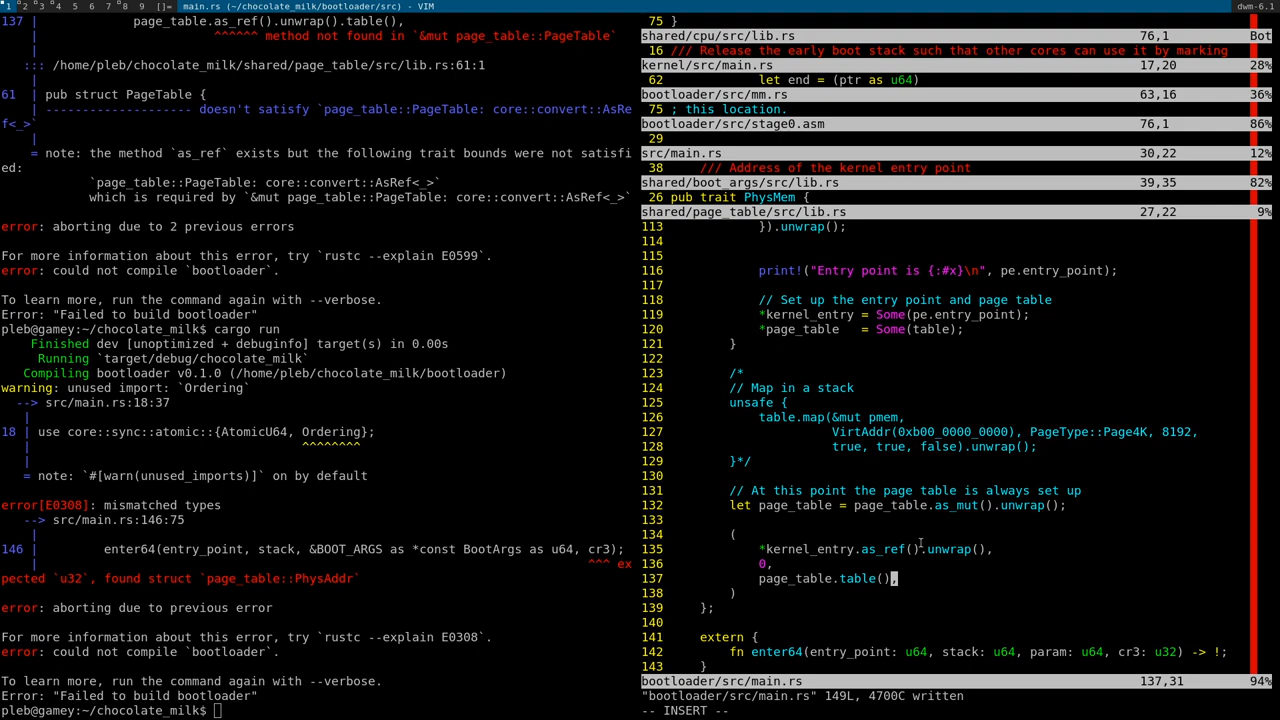 1 2 3 4 5 6 7 8 9 []= main.rs (~/chocolate_milk/bootloader/src) - VIM dwm-6.1
137 | page_table.as_ref().unwrap().table(),
| ^^^^^^ method not found in `&mut page_table::PageTable`
|
::: /home/pleb/chocolate_milk/shared/page_table/src/lib.rs:61:1
|
61 | pub struct PageTable {
| -------------------- doesn't satisfy `page_table::PageTable: core::convert::AsRe
f<_>`
|
= note: the method `as_ref` exists but the following trait bounds were not satisfi
ed:
`page_table::PageTable: core::convert::AsRef<_>`
which is required by `&mut page_table::PageTable: core::convert::AsRef<_>`
error: aborting due to 2 previous errors
For more information about this error, try `rustc --explain E0599`.
error: could not compile `bootloader`.
To learn more, run the command again with --verbose.
Error: "Failed to build bootloader"
pleb@gamey:~/chocolate_milk$ cargo run
Finished dev [unoptimized + debuginfo] target(s) in 0.00s
Running `target/debug/chocolate_milk`
Compiling bootloader v0.1.0 (/home/pleb/chocolate_milk/bootloader)
warning: unused import: `Ordering`
--> src/main.rs:18:37
|
18 | use core::sync::atomic::{AtomicU64, Ordering};
| ^^^^^^^^
|
= note: `#[warn(unused_imports)]` on by default
error[E0308]: mismatched types
--> src/main.rs:146:75
|
146 | enter64(entry_point, stack, &BOOT_ARGS as *const BootArgs as u64, cr3);
| ^^^ ex
pected `u32`, found struct `page_table::PhysAddr`
error: aborting due to previous error
For more information about this error, try `rustc --explain E0308`.
error: could not compile `bootloader`.
To learn more, run the command again with --verbose.
Error: "Failed to build bootloader"
pleb@gamey:~/chocolate_milk$
75 }
shared/cpu/src/lib.rs 76,1 Bot
16 /// Release the early boot stack such that other cores can use it by marking
kernel/src/main.rs 17,20 28%
62 let end = (ptr as u64)
bootloader/src/mm.rs 63,16 36%
75 ; this location.
bootloader/src/stage0.asm 76,1 86%
29
src/main.rs 30,22 12%
38 /// Address of the kernel entry point
shared/boot_args/src/lib.rs 39,35 82%
26 pub trait PhysMem {
shared/page_table/src/lib.rs 27,22 9%
113 }).unwrap();
114
115
116 print!("Entry point is {:#x}\n", pe.entry_point);
117
118 // Set up the entry point and page table
119 *kernel_entry = Some(pe.entry_point);
120 *page_table = Some(table);
121 }
122
123 /*
124 // Map in a stack
125 unsafe {
126 table.map(&mut pmem,
127 VirtAddr(0xb00_0000_0000), PageType::Page4K, 8192,
128 true, true, false).unwrap();
129 }*/
130
131 // At this point the page table is always set up
132 let page_table = page_table.as_mut().unwrap();
133
134 (
135 *kernel_entry.as_ref().unwrap(),
136 0,
137 page_table.table(),
138 )
139 };
140
141 extern {
142 fn enter64(entry_point: u64, stack: u64, param: u64, cr3: u32) -> !;
143 }
bootloader/src/main.rs 137,31 94%
"bootloader/src/main.rs" 149L, 4700C written
-- INSERT --